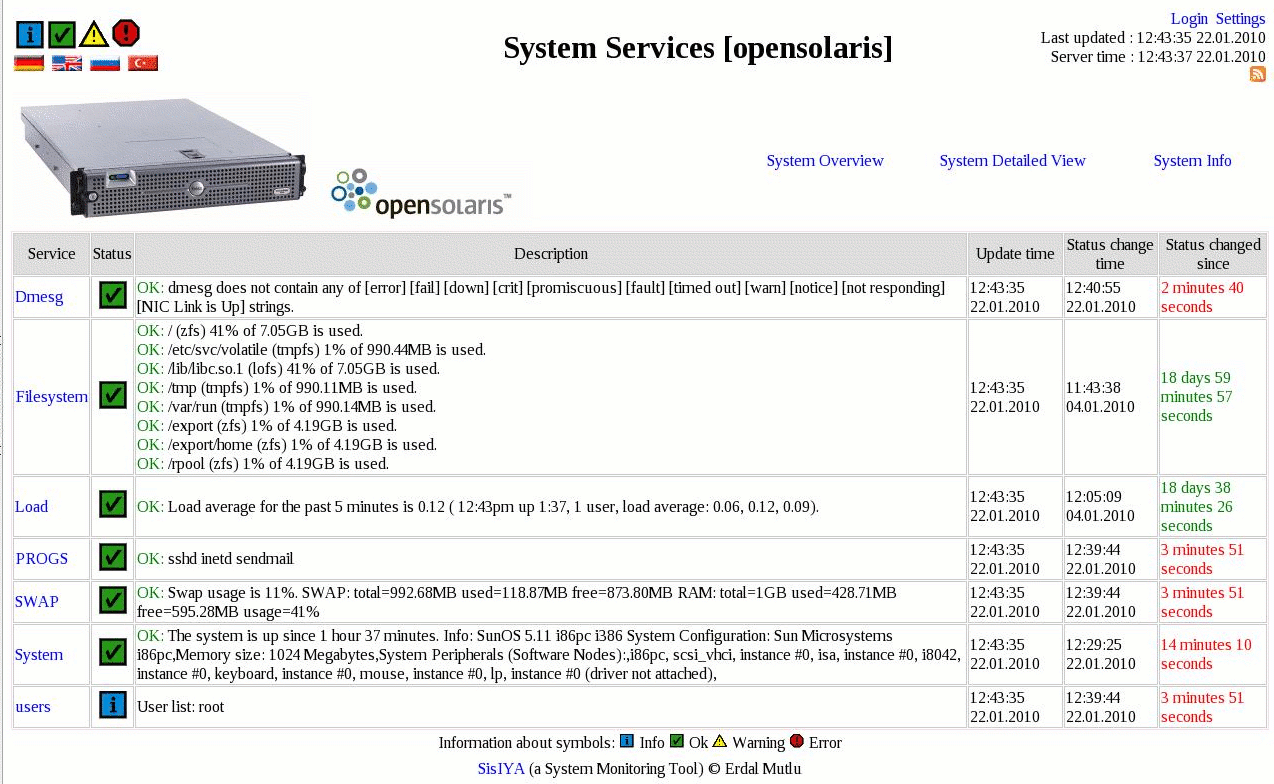 Login Settings
System Services [opensolaris]
Last updated : 12:43:35 22.01.2010
Server time : 12:43:37 22.01.2010
System Overview System Detailed View System Info
opensolaris™
Service Status Description Update time Status change time Status changed since
Dmesg
OK: dmesg does not contain any of [error] [fail] [down] [crit] [promiscuous] [fault] [timed out] [warn] [notice] [not responding]
[NIC Link is Up] strings.
12:43:35
22.01.2010
12:40:55
22.01.2010
2 minutes 40
seconds
Filesystem
OK: / (zfs) 41% of 7.05GB is used.
OK: /etc/svc/volatile (tmpfs) 1% of 990.44MB is used.
OK: /lib/libc.so.1 (lofs) 41% of 7.05GB is used.
OK: /tmp (tmpfs) 1% of 990.11MB is used.
OK: /var/run (tmpfs) 1% of 990.14MB is used.
OK: /export (zfs) 1% of 4.19GB is used.
OK: /export/home (zfs) 1% of 4.19GB is used.
OK: /rpool (zfs) 1% of 4.19GB is used.
12:43:35
22.01.2010
11:43:38
04.01.2010
18 days 59
minutes 57
seconds
Load
OK: Load average for the past 5 minutes is 0.12 ( 12:43pm up 1:37, 1 user, load average: 0.06, 0.12, 0.09).
12:43:35
22.01.2010
12:05:09
04.01.2010
18 days 38
minutes 26
seconds
PROGS
OK: sshd inetd sendmail
12:43:35
22.01.2010
12:39:44
22.01.2010
3 minutes 51
seconds
SWAP
OK: Swap usage is 11%. SWAP: total=992.68MB used=118.87MB free=873.80MB RAM: total=1GB used=428.71MB
free=595.28MB usage=41%
12:43:35
22.01.2010
12:39:44
22.01.2010
3 minutes 51
seconds
System
OK: The system is up since 1 hour 37 minutes. Info: SunOS 5.11 i86pc i386 System Configuration: Sun Microsystems
i86pc,Memory size: 1024 Megabytes,System Peripherals (Software Nodes):,i86pc, scsi_vhci, instance #0, isa, instance #0, i8042,
instance #0, keyboard, instance #0, mouse, instance #0, lp, instance #0 (driver not attached),
12:43:35
22.01.2010
12:29:25
22.01.2010
14 minutes 10
seconds
users
User list: root
12:43:35
22.01.2010
12:39:44
22.01.2010
3 minutes 51
seconds
Information about symbols: Info Ok Warning Error
SisIYA (a System Monitoring Tool) © Erdal Mutlu